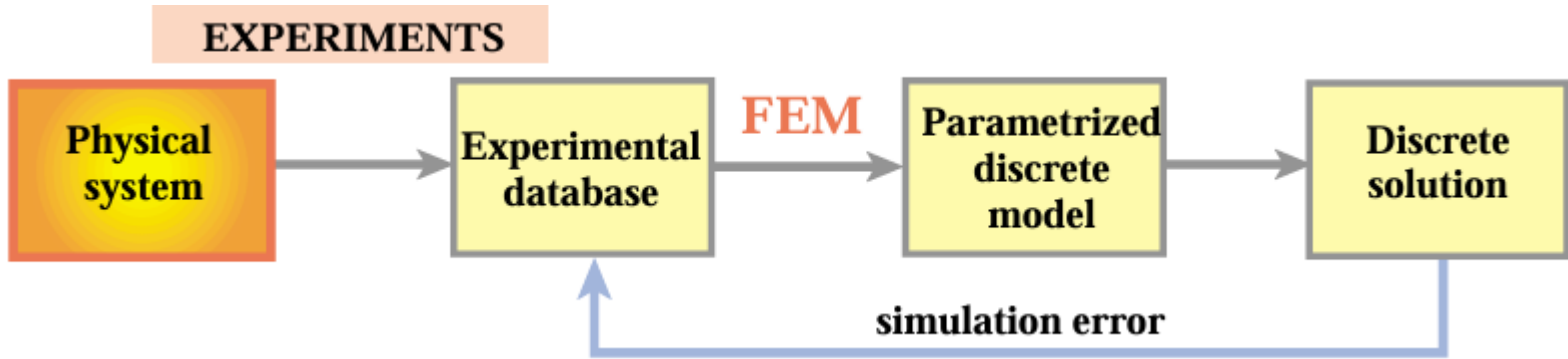 EXPERIMENTS
Physical
system
Experimental
database
FEM
Parametrized
discrete
model
Discrete
solution
simulation error